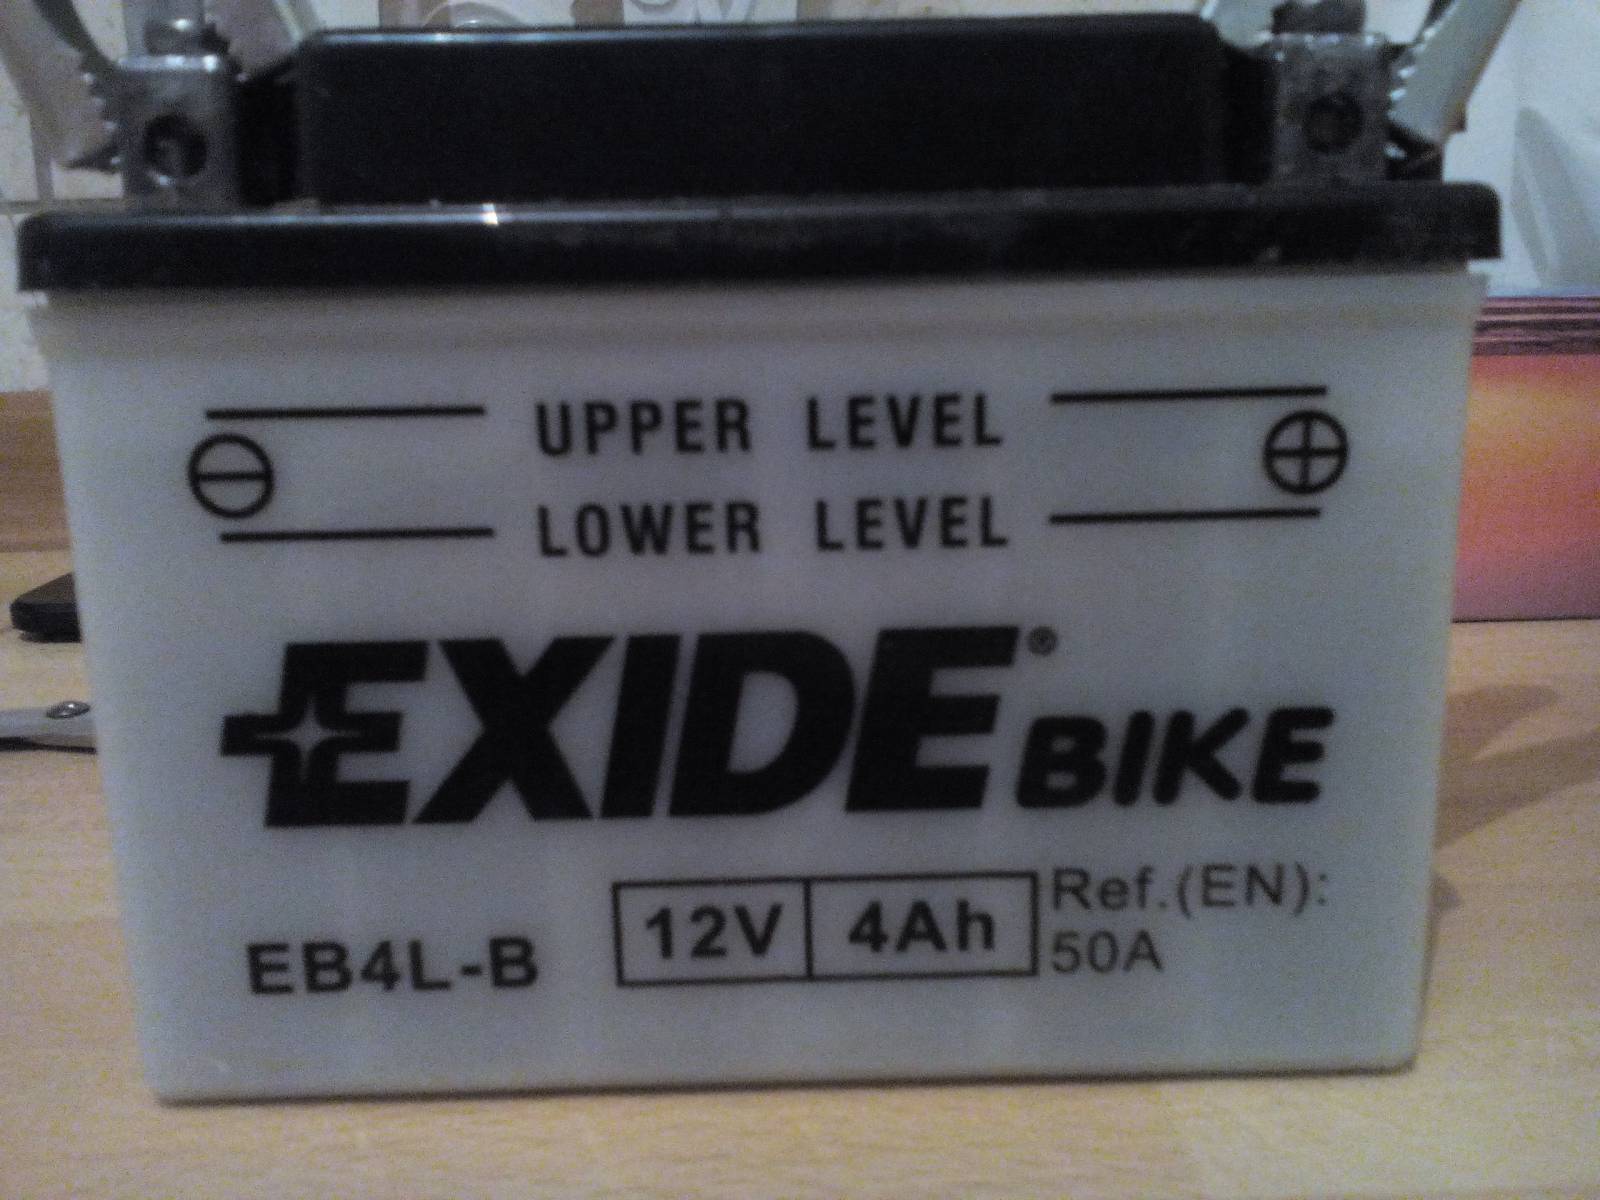 UPPER LEVEL
LOWER LEVEL
EXIDE® BIKE
EB4L-B
12V 4Ah
Ref.(EN):
50A